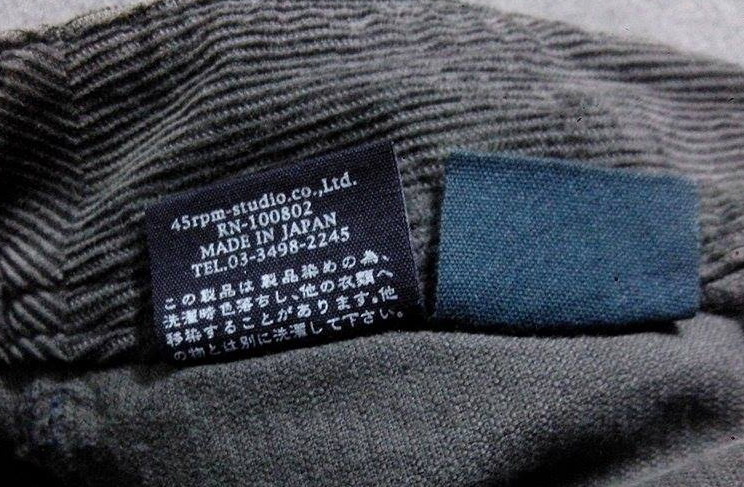 45rpm-studio.co.,Ltd.
RN-100802
MADE IN JAPAN
TEL.03-3498-2245
この製品は製品染めの為、
洗濯時色落ちし、他の衣類へ
移染することがあります。他
の物とは別に洗濯して下さい。